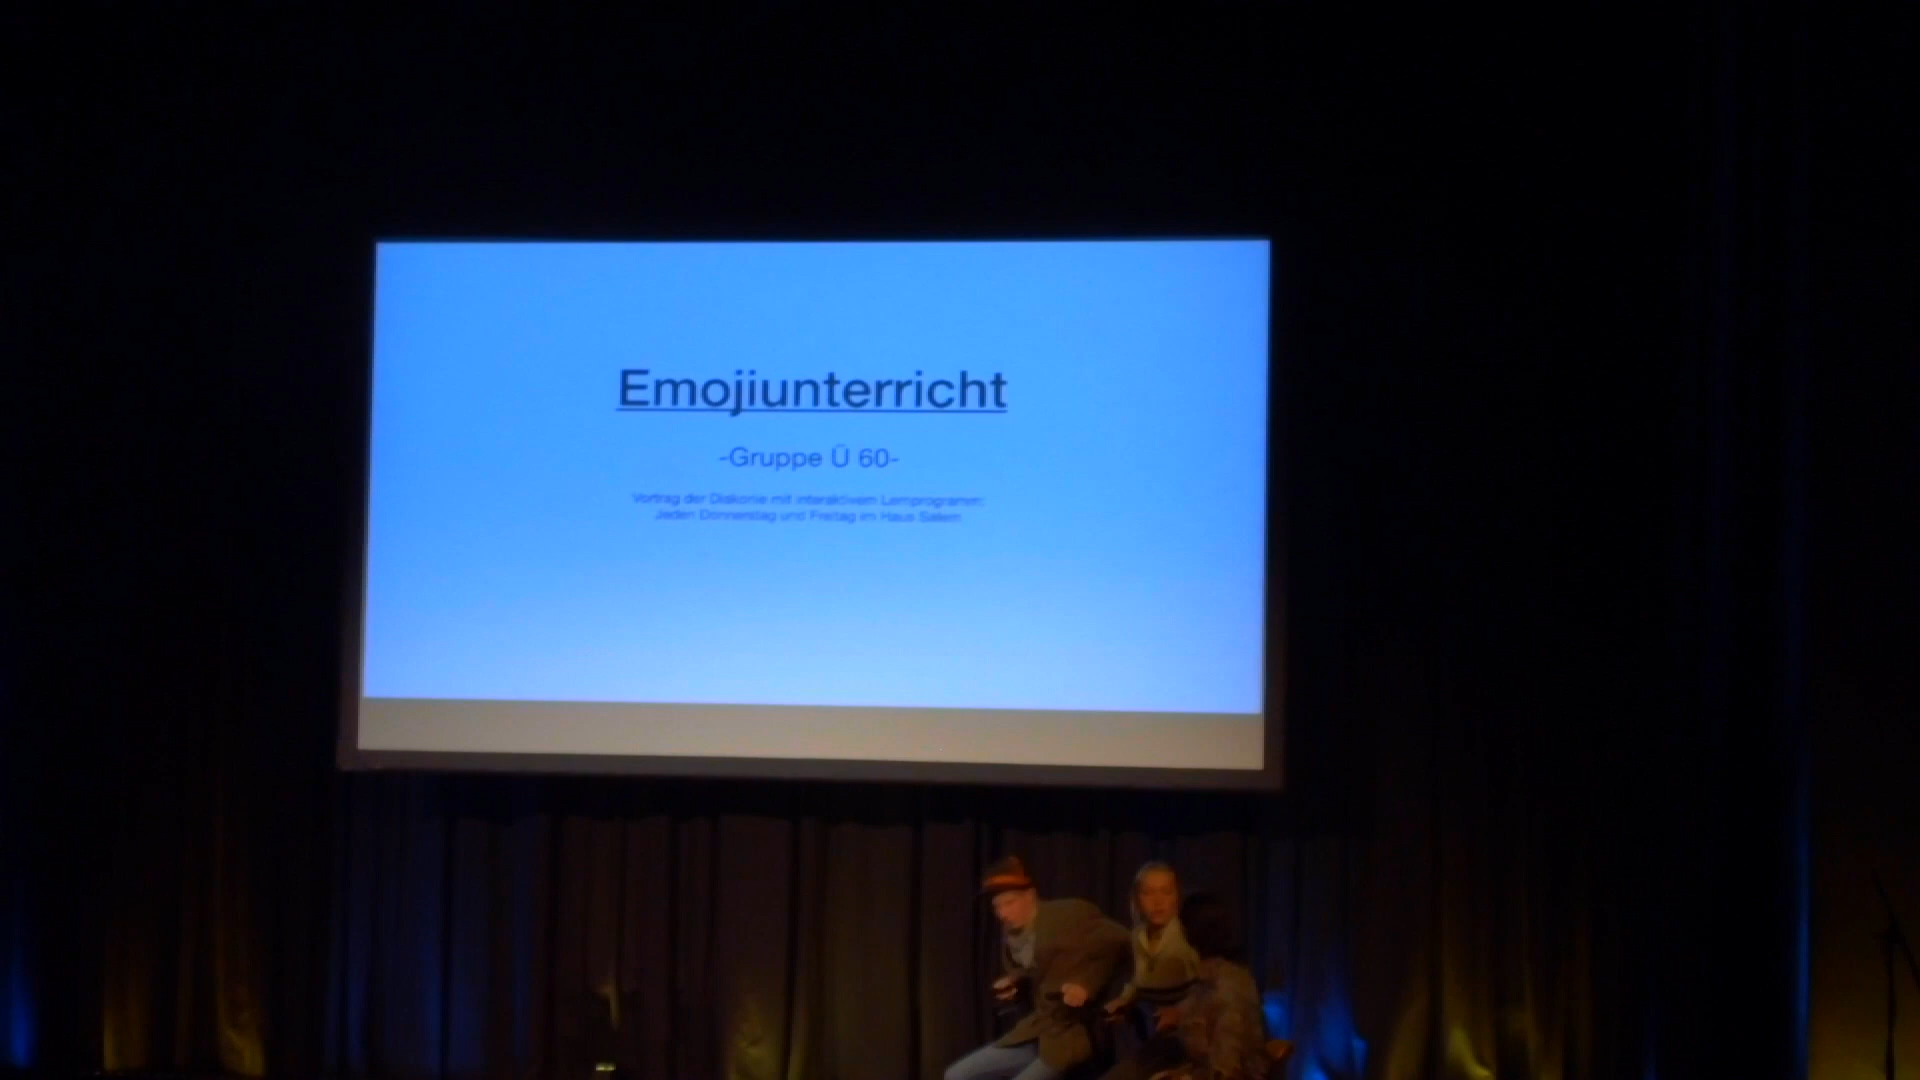 Emojiunterricht
-Gruppe Ü 60-
Vortrag der Diakonie mit interaktivem Lernprogramm
Jeden Donnerstag und Freitag im Haus Salem